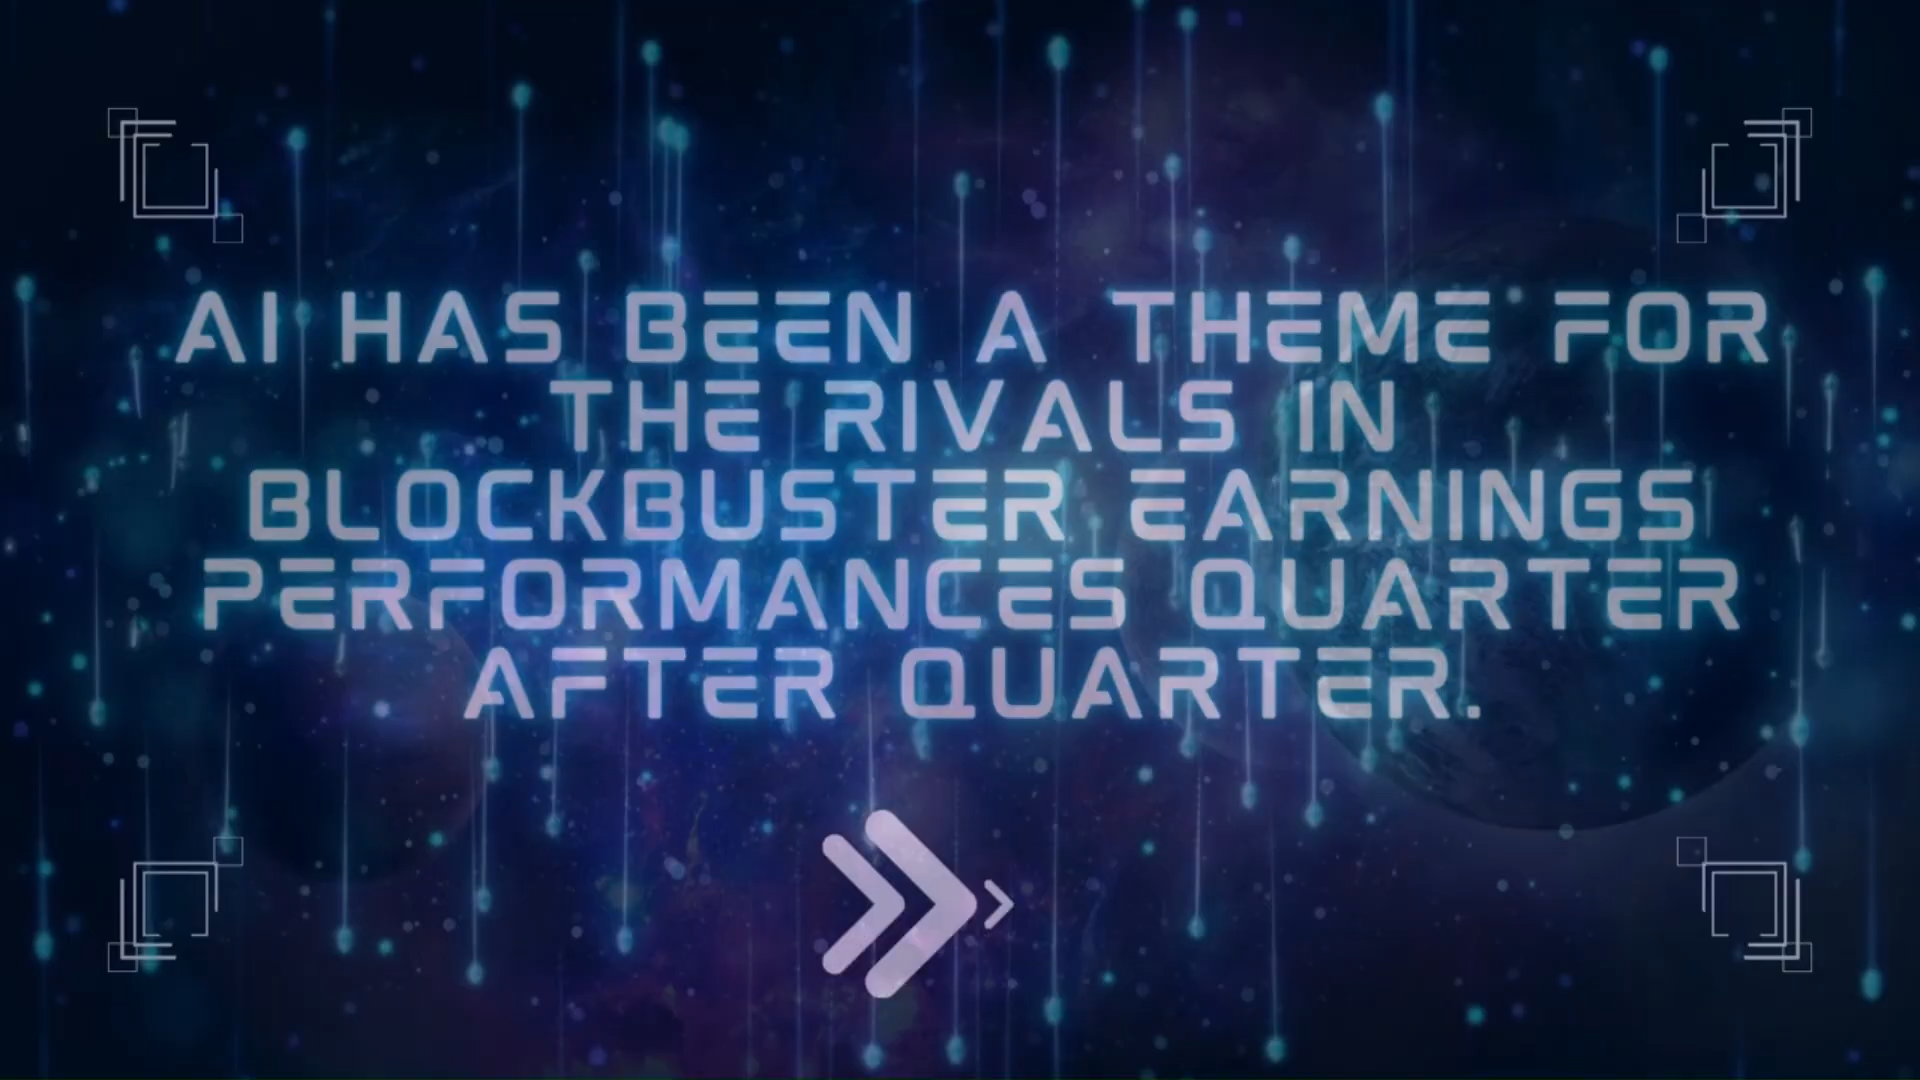 AI HAS BEEN A THEME FOR
THE RIVALS IN
BLOCKBUSTER EARNINGS
PERFORMANCES QUARTER
AFTER QUARTER.